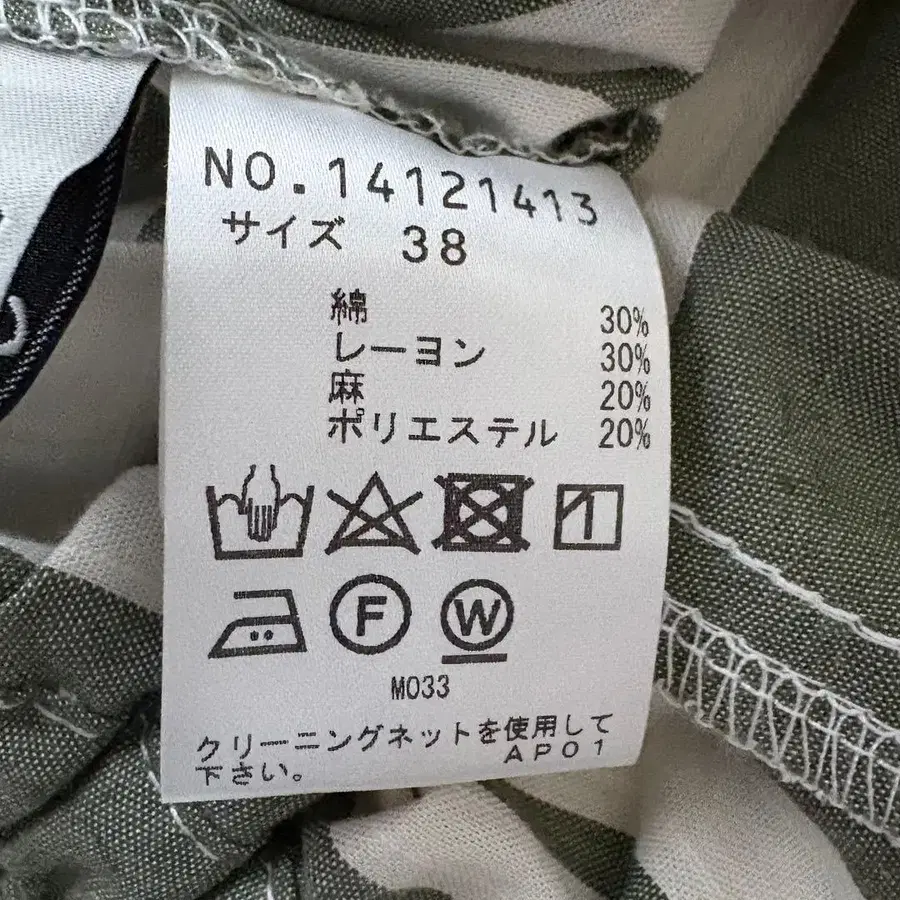 NO.14121413
サイズ 38
綿 30%
レーヨン 30%
麻 20%
ポリエステル 20%
F W
M033
クリーニングネットを使用して
下さい。 AP01